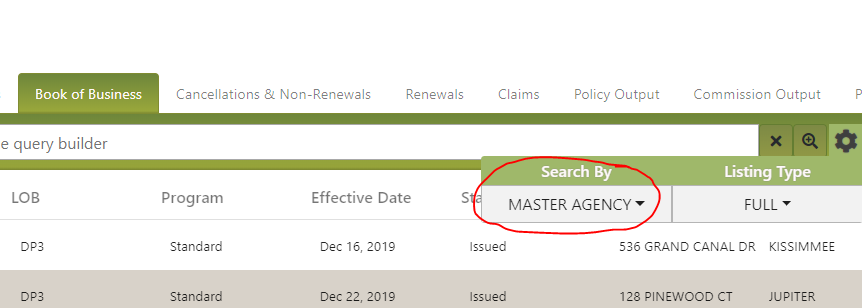 Book of Business Cancellations & Non-Renewals Renewals Claims Policy Output Commission Output
e query builder
Search By Listing Type
MASTER AGENCY FULL
LOB Program Effective Date
DP3 Standard Dec 16, 2019 Issued 536 GRAND CANAL DR KISSIMMEE
DP3 Standard Dec 22, 2019 Issued 128 PINEWOOD CT JUPITER